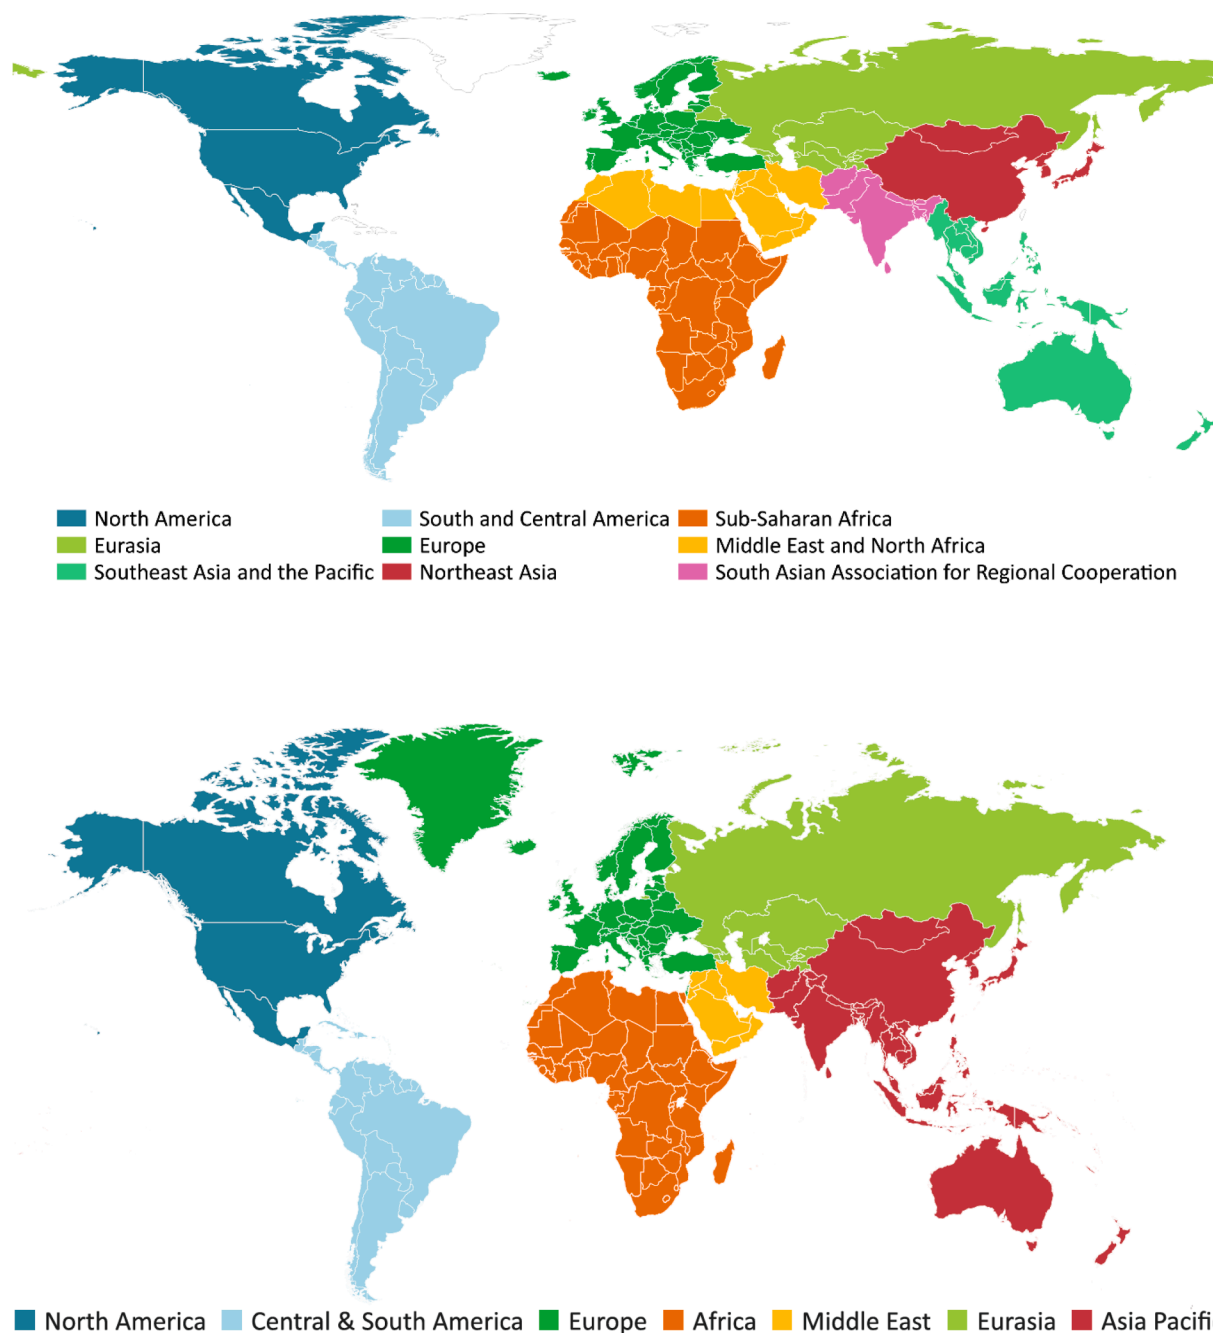 North America South and Central America Sub-Saharan Africa
Eurasia Europe Middle East and North Africa
Southeast Asia and the Pacific Northeast Asia South Asian Association for Regional Cooperation
North America Central & South America Europe Africa Middle East Eurasia Asia Pacifi